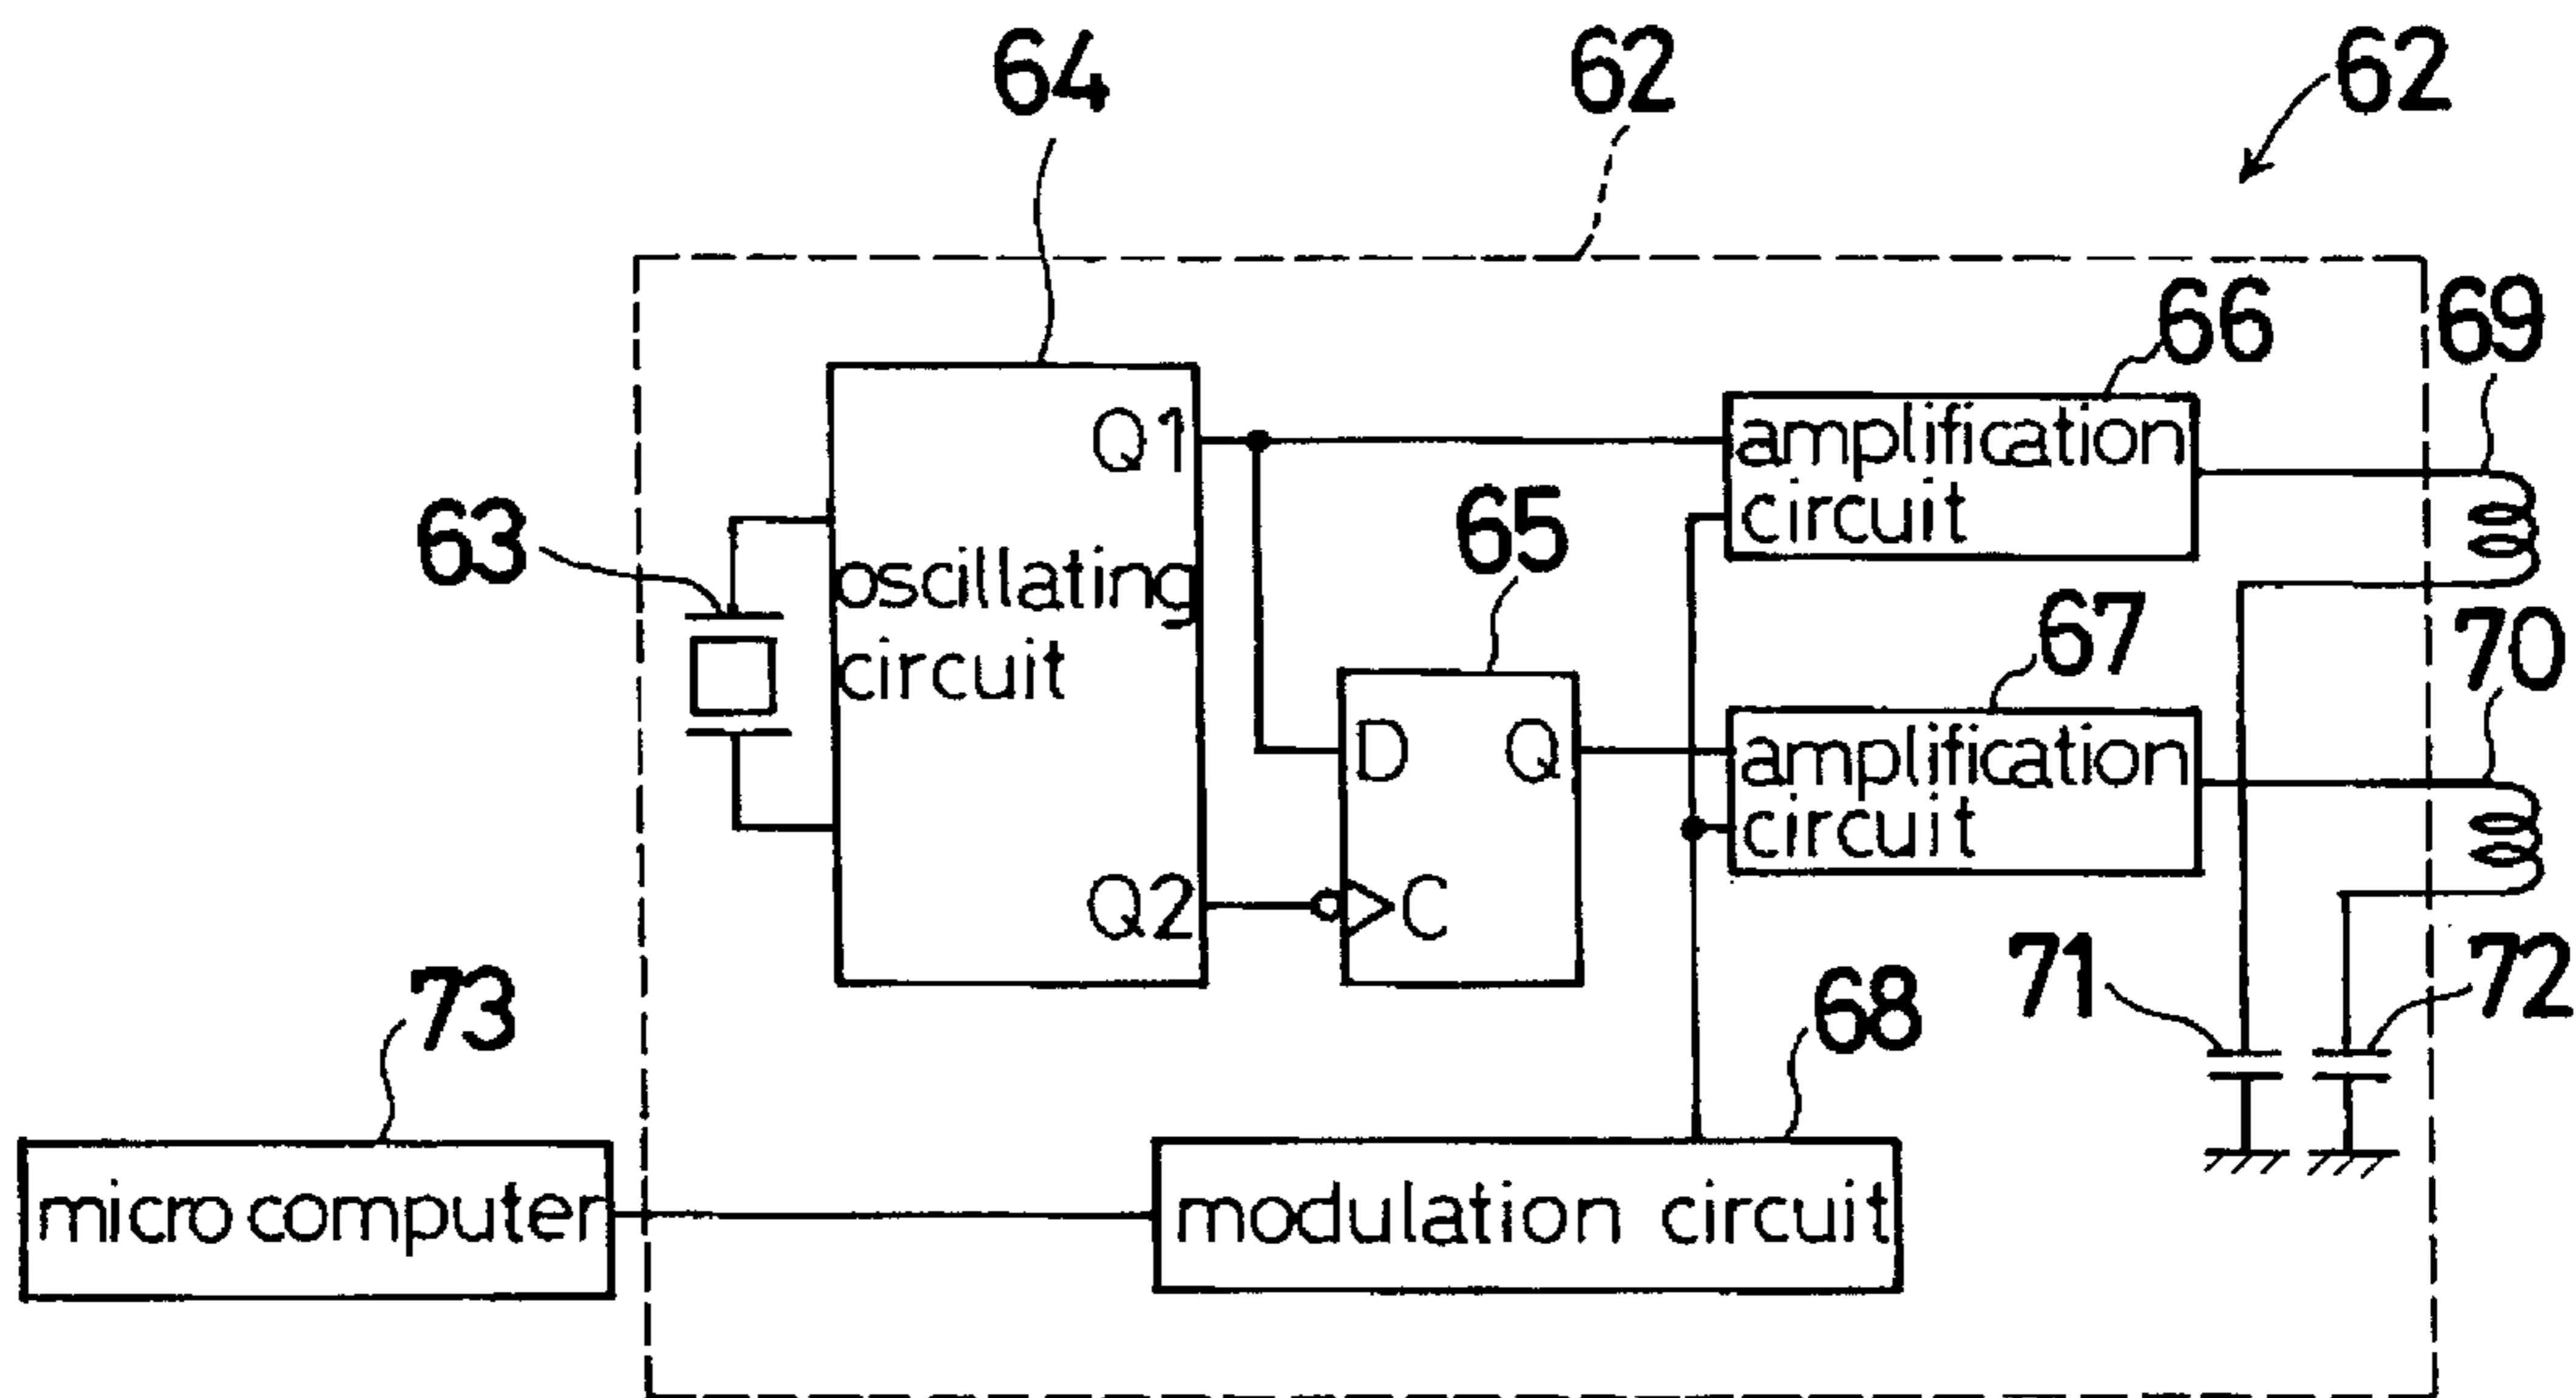 64
62
62
66
69
Q1
amplification
circuit
63
65
oscillating
circuit
67
70
D
Q
amplification
circuit
Q2
C
73
71
72
68
micro computer
modulation circuit